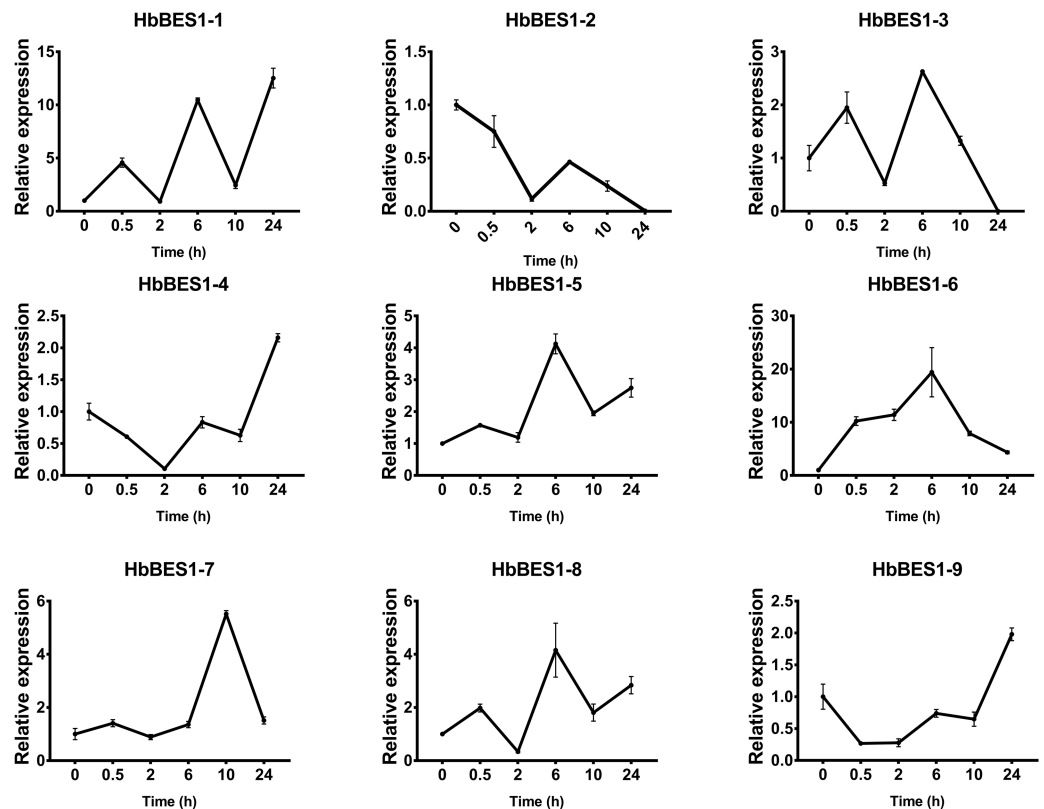 HbBES1-1
HbBES1-2
HbBES1-3
Relative expression
15
10
5
0
0 0.5 2 6 10 24
Time (h)
Relative expression
1.5
1.0
0.5
0.0
0 0.5 2 6 10 24
Time (h)
Relative expression
3
2
1
0
0 0.5 2 6 10 24
Time (h)
HbBES1-4
HbBES1-5
HbBES1-6
Relative expression
2.5
2.0
1.5
1.0
0.5
0.0
0 0.5 2 6 10 24
Time (h)
Relative expression
5
4
3
2
1
0
0 0.5 2 6 10 24
Time (h)
Relative expression
30
20
10
0
0 0.5 2 6 10 24
Time (h)
HbBES1-7
HbBES1-8
HbBES1-9
Relative expression
6
4
2
0
0 0.5 2 6 10 24
Time (h)
Relative expression
6
4
2
0
0 0.5 2 6 10 24
Time (h)
Relative expression
2.5
2.0
1.5
1.0
0.5
0.0
0 0.5 2 6 10 24
Time (h)